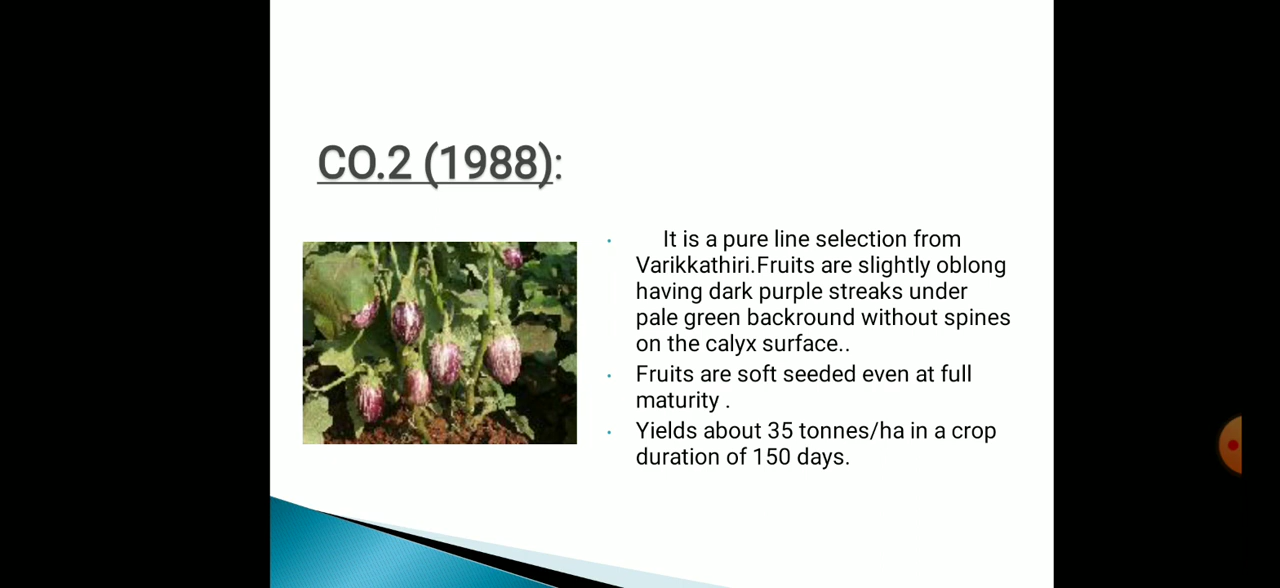 CO.2 (1988):
• It is a pure line selection from
Varikkathiri.Fruits are slightly oblong
having dark purple streaks under
pale green backround without spines
on the calyx surface..
• Fruits are soft seeded even at full
maturity .
• Yields about 35 tonnes/ha in a crop
duration of 150 days.